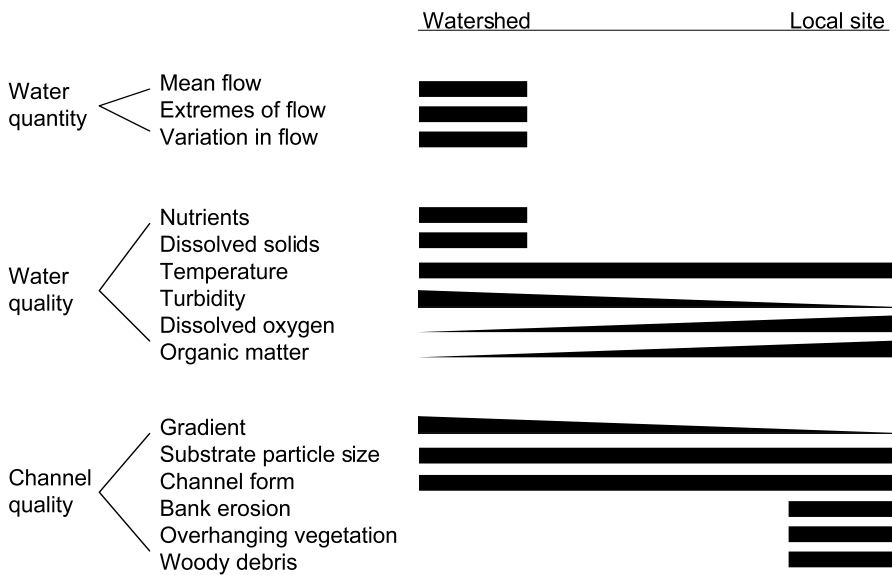 Watershed
Local site
Water
quantity
Mean flow
Extremes of flow
Variation in flow
Water
quality
Nutrients
Dissolved solids
Temperature
Turbidity
Dissolved oxygen
Organic matter
Channel
quality
Gradient
Substrate particle size
Channel form
Bank erosion
Overhanging vegetation
Woody debris